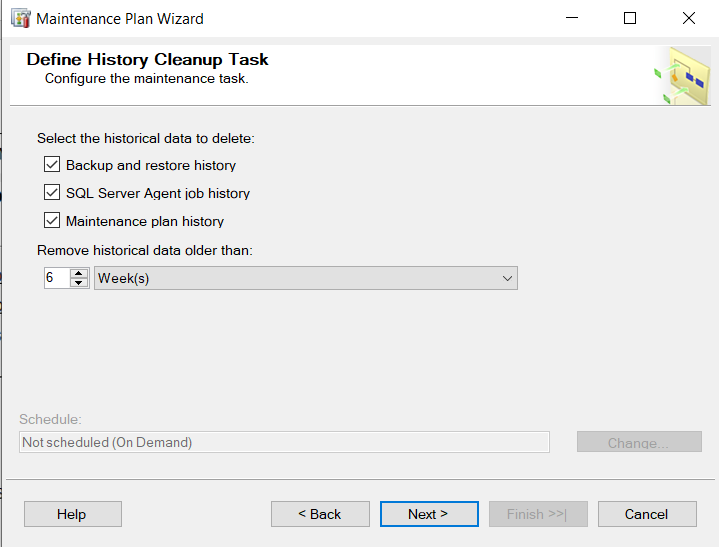 Maintenance Plan Wizard
Define History Cleanup Task
Configure the maintenance task.
Select the historical data to delete:
Backup and restore history
SQL Server Agent job history
Maintenance plan history
Remove historical data older than:
6 Week(s)
Schedule:
Not scheduled (On Demand) Change...
Help < Back Next > Finish >>| Cancel